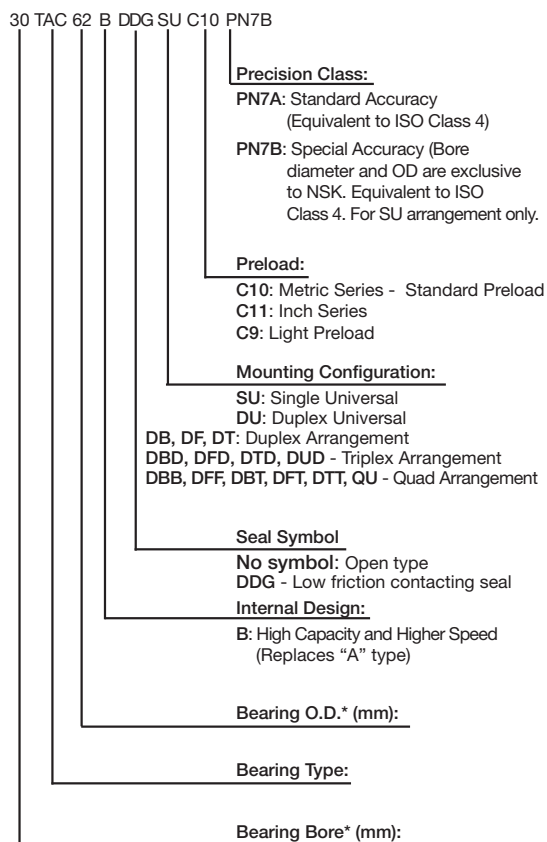 30 TAC 62 B DDG SU C10 PN7B
Precision Class:
PN7A: Standard Accuracy
(Equivalent to ISO Class 4)
PN7B: Special Accuracy (Bore
diameter and OD are exclusive
to NSK. Equivalent to ISO
Class 4. For SU arrangement only.
Preload:
C10: Metric Series - Standard Preload
C11: Inch Series
C9: Light Preload
Mounting Configuration:
SU: Single Universal
DU: Duplex Universal
DB, DF, DT: Duplex Arrangement
DBD, DFD, DTD, DUD - Triplex Arrangement
DBB, DFF, DBT, DFT, DTT, QU - Quad Arrangement
Seal Symbol
No symbol: Open type
DDG - Low friction contacting seal
Internal Design:
B: High Capacity and Higher Speed
(Replaces “A” type)
Bearing O.D.* (mm):
Bearing Type:
Bearing Bore* (mm):